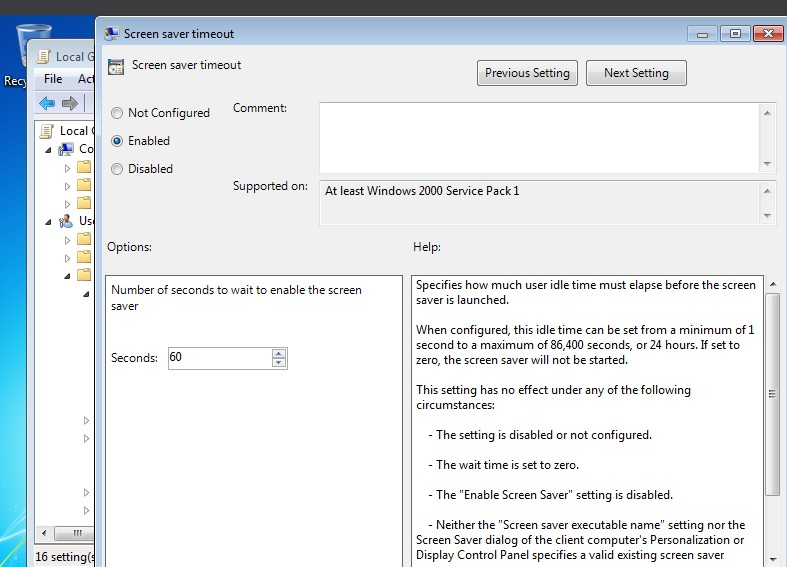 Screen saver timeout
Local G
Screen saver timeout
Previous Setting
Next Setting
Recy
File Act
Not Configured
Comment:
Enabled
Disabled
Supported on:
At least Windows 2000 Service Pack 1
Local C
Co
Use
Options:
Help:
Number of seconds to wait to enable the screen
saver
Seconds: 60
Specifies how much user idle time must elapse before the screen
saver is launched.
When configured, this idle time can be set from a minimum of 1
second to a maximum of 86,400 seconds, or 24 hours. If set to
zero, the screen saver will not be started.
This setting has no effect under any of the following
circumstances:
- The setting is disabled or not configured.
- The wait time is set to zero.
- The "Enable Screen Saver" setting is disabled.
- Neither the "Screen saver executable name" setting nor the
Screen Saver dialog of the client computer's Personalization or
Display Control Panel specifies a valid existing screen saver
16 setting(s